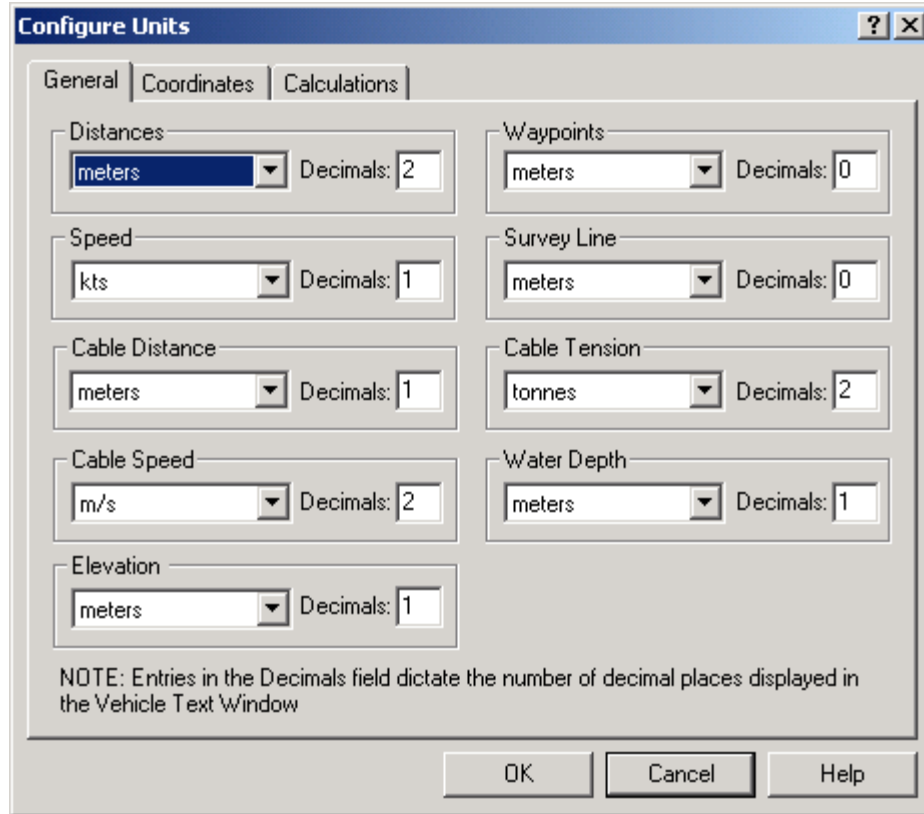 Configure Units
General Coordinates Calculations
Distances
meters Decimals: 2
Waypoints
meters Decimals: 0
Speed
kts Decimals: 1
Survey Line
meters Decimals: 0
Cable Distance
meters Decimals: 1
Cable Tension
tonnes Decimals: 2
Cable Speed
m/s Decimals: 2
Water Depth
meters Decimals: 1
Elevation
meters Decimals: 1
NOTE: Entries in the Decimals field dictate the number of decimal places displayed in
the Vehicle Text Window
OK Cancel Help